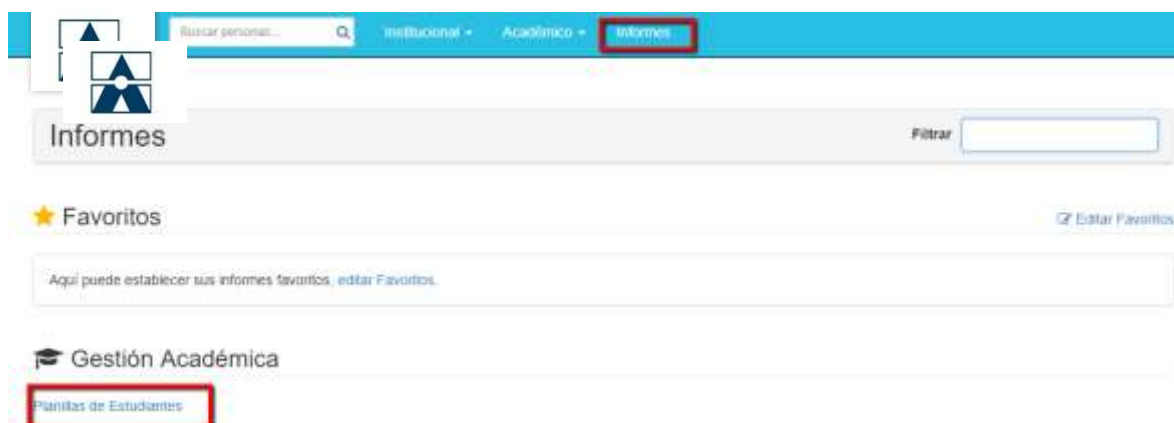 Buscar personas... Institucional Académico Informes
Informes Filtrar
Favoritos Editar Favoritos
Aquí puede establecer sus informes favoritos, editar Favoritos.
Gestión Académica
Planillas de Estudiantes